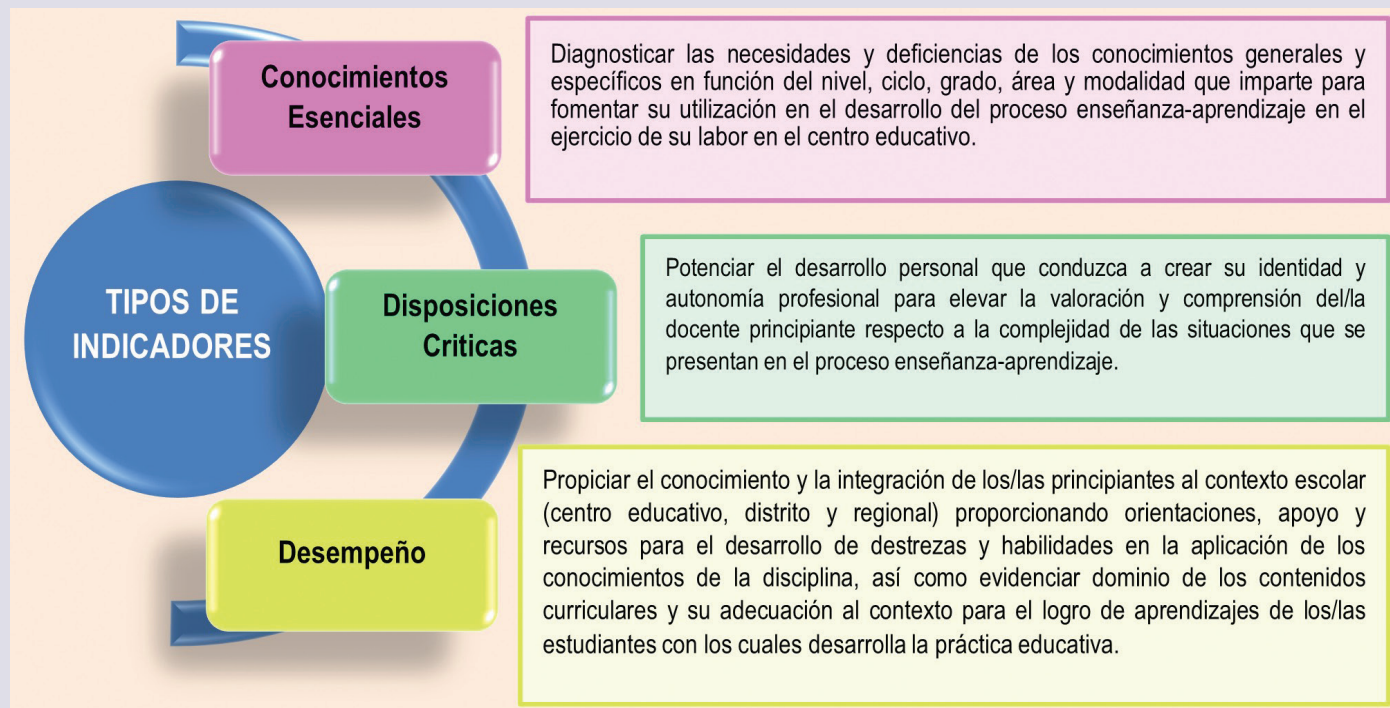 Conocimientos
Esenciales
Diagnosticar las necesidades y deficiencias de los conocimientos generales y
específicos en función del nivel, ciclo, grado, área y modalidad que imparte para
fomentar su utilización en el desarrollo del proceso enseñanza-aprendizaje en el
ejercicio de su labor en el centro educativo.
TIPOS DE
INDICADORES
Disposiciones
Criticas
Potenciar el desarrollo personal que conduzca a crear su identidad y
autonomía profesional para elevar la valoración y comprensión del/la
docente principiante respecto a la complejidad de las situaciones que se
presentan en el proceso enseñanza-aprendizaje.
Desempeño
Propiciar el conocimiento y la integración de los/las principiantes al contexto escolar
(centro educativo, distrito y regional) proporcionando orientaciones, apoyo y
recursos para el desarrollo de destrezas y habilidades en la aplicación de los
conocimientos de la disciplina, así como evidenciar dominio de los contenidos
curriculares y su adecuación al contexto para el logro de aprendizajes de los/las
estudiantes con los cuales desarrolla la práctica educativa.